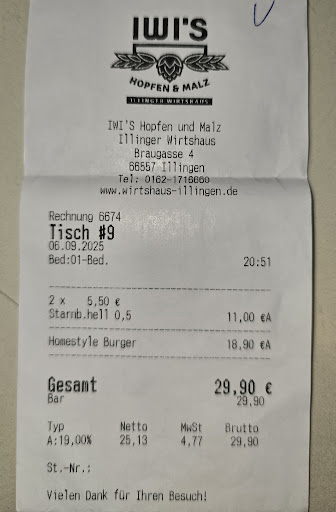 IWI'S
HOPFEN & MALZ
ILLINGER WIRTSHAUS
IWI'S Hopfen und Malz
Illinger Wirtshaus
Braugasse 4
66557 Illingen
Tel: 0162-1716660
www.wirtshaus-illingen.de
Rechnung 6674
Tisch #9
06.09.2025
Bed:01-Bed. 20:51
2 x 5,50 €
Starnb.hell 0,5 11,00 €A
Homestyle Burger 18,90 €A
Gesamt 29,90 €
Bar 29,90
Typ Netto MwSt Brutto
A:19,00% 25,13 4,77 29,90
St.-Nr.:
Vielen Dank für Ihren Besuch!